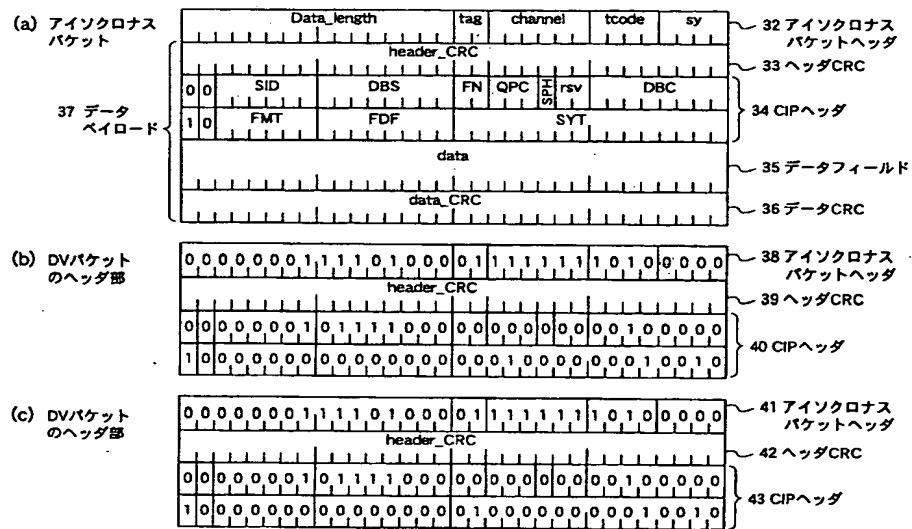 (a) アイソクロナス
パケット
Data_length tag channel tcode sy
32 アイソクロナス
パケットヘッダ
header_CRC
33 ヘッダCRC
0 0 SID DBS FN QPC SPH rsv DBC
1 0 FMT FDF SYT
34 CIPヘッダ
37 データ
ペイロード
data
35 データフィールド
data_CRC
36 データCRC
(b) DVパケット
のヘッダ部
0 0 0 0 0 0 0 1 1 1 1 0 1 0 0 0 0 1 1 1 1 1 1 1 1 0 1 0 0 0 0 0
38 アイソクロナス
パケットヘッダ
header_CRC
39 ヘッダCRC
0 0 0 0 0 0 0 1 0 1 1 1 1 0 0 0 0 0 0 0 0 0 0 0 0 0 1 0 0 0 0 0
1 0 0 0 0 0 0 0 0 0 0 0 0 0 0 0 0 0 0 1 0 0 0 0 0 0 0 1 0 0 1 0
40 CIPヘッダ
(c) DVパケット
のヘッダ部
0 0 0 0 0 0 0 1 1 1 1 0 1 0 0 0 0 1 1 1 1 1 1 1 1 0 1 0 0 0 0 0
41 アイソクロナス
パケットヘッダ
header_CRC
42 ヘッダCRC
0 0 0 0 0 0 0 1 0 1 1 1 1 0 0 0 0 0 0 0 0 0 0 0 0 0 1 0 0 0 0 0
1 0 0 0 0 0 0 0 0 0 0 0 0 0 0 0 0 1 0 0 0 0 0 0 0 0 0 1 0 0 1 0
43 CIPヘッダ